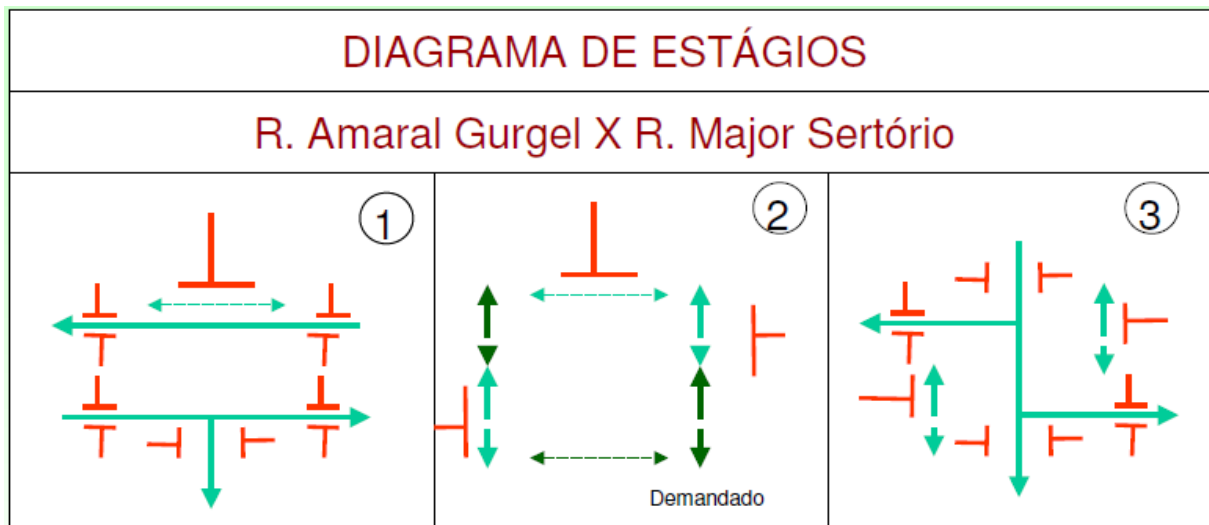 DIAGRAMA DE ESTÁGIOS
R. Amaral Gurgel X R. Major Sertório
1
2
3
Demandado